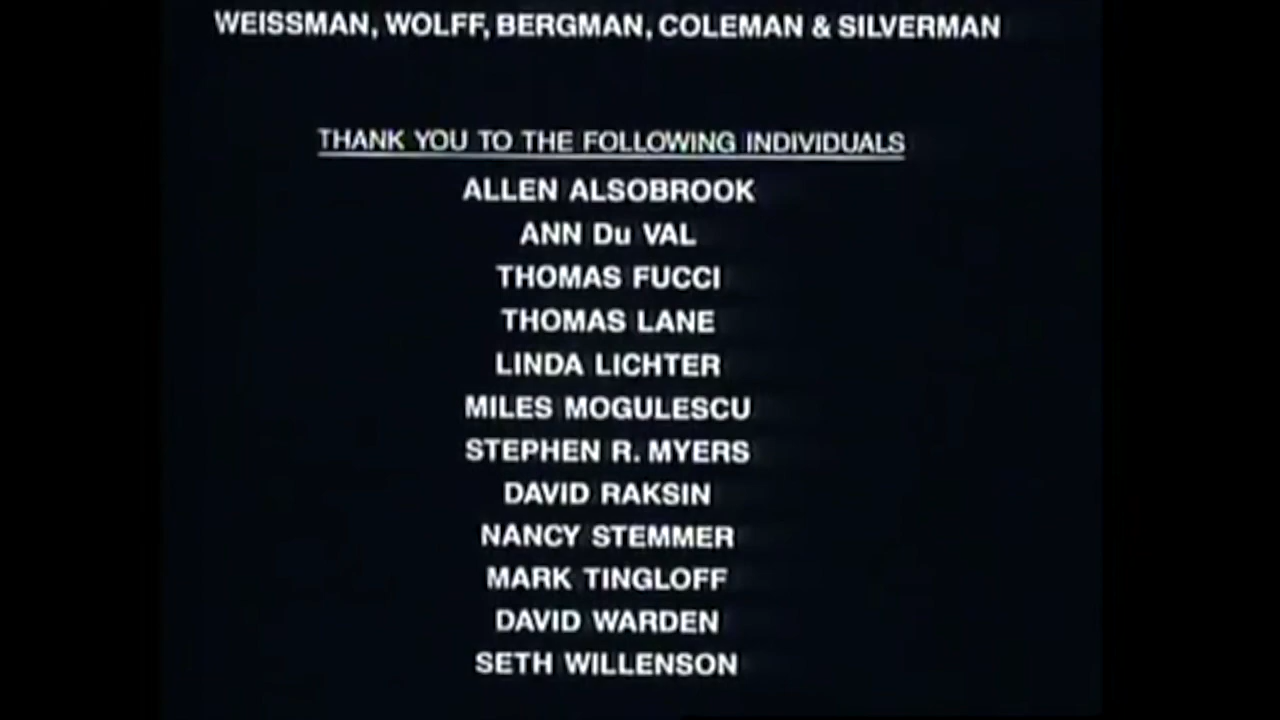 WEISSMAN, WOLFF, BERGMAN, COLEMAN & SILVERMAN
THANK YOU TO THE FOLLOWING INDIVIDUALS
ALLEN ALSOBROOK
ANN Du VAL
THOMAS FUCCI
THOMAS LANE
LINDA LICHTER
MILES MOGULESCU
STEPHEN R. MYERS
DAVID RAKSIN
NANCY STEMMER
MARK TINGLOFF
DAVID WARDEN
SETH WILLENSON